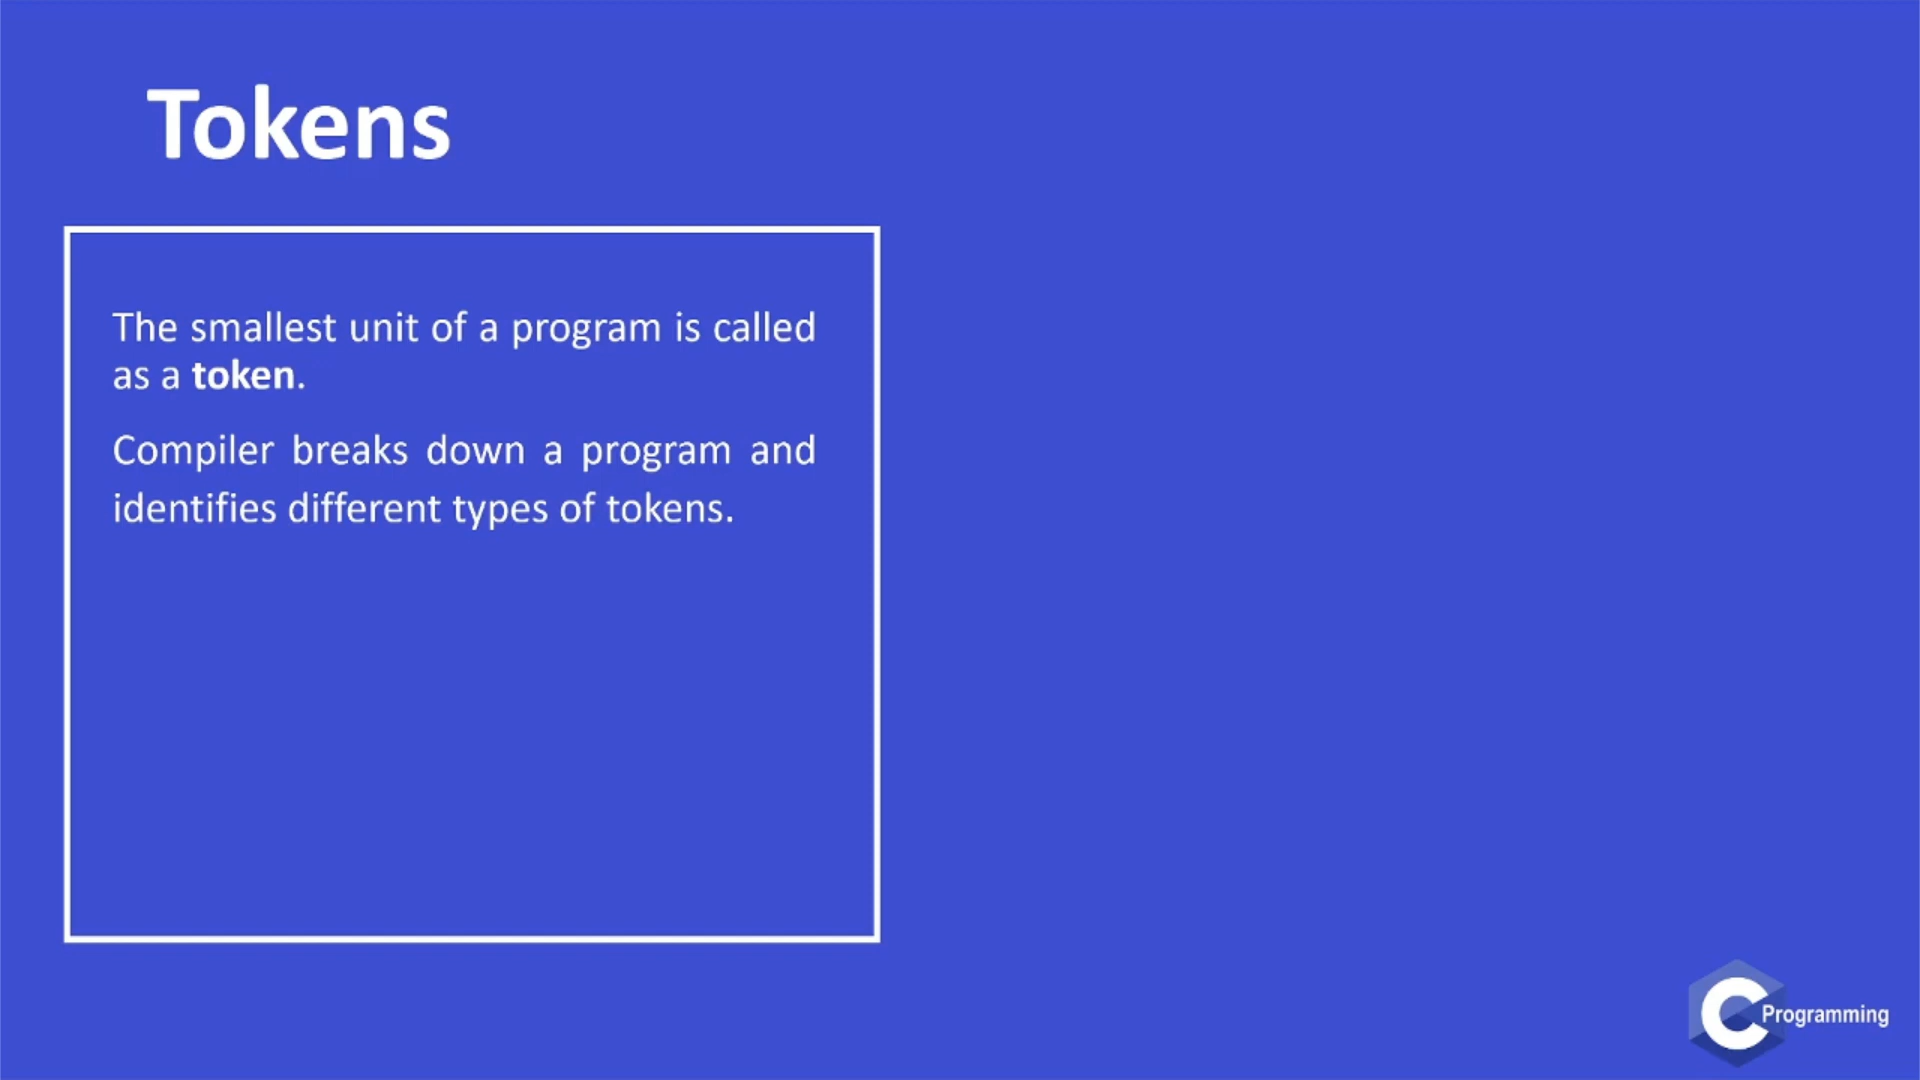 Tokens
The smallest unit of a program is called
as a token.
Compiler breaks down a program and
identifies different types of tokens.
C Programming